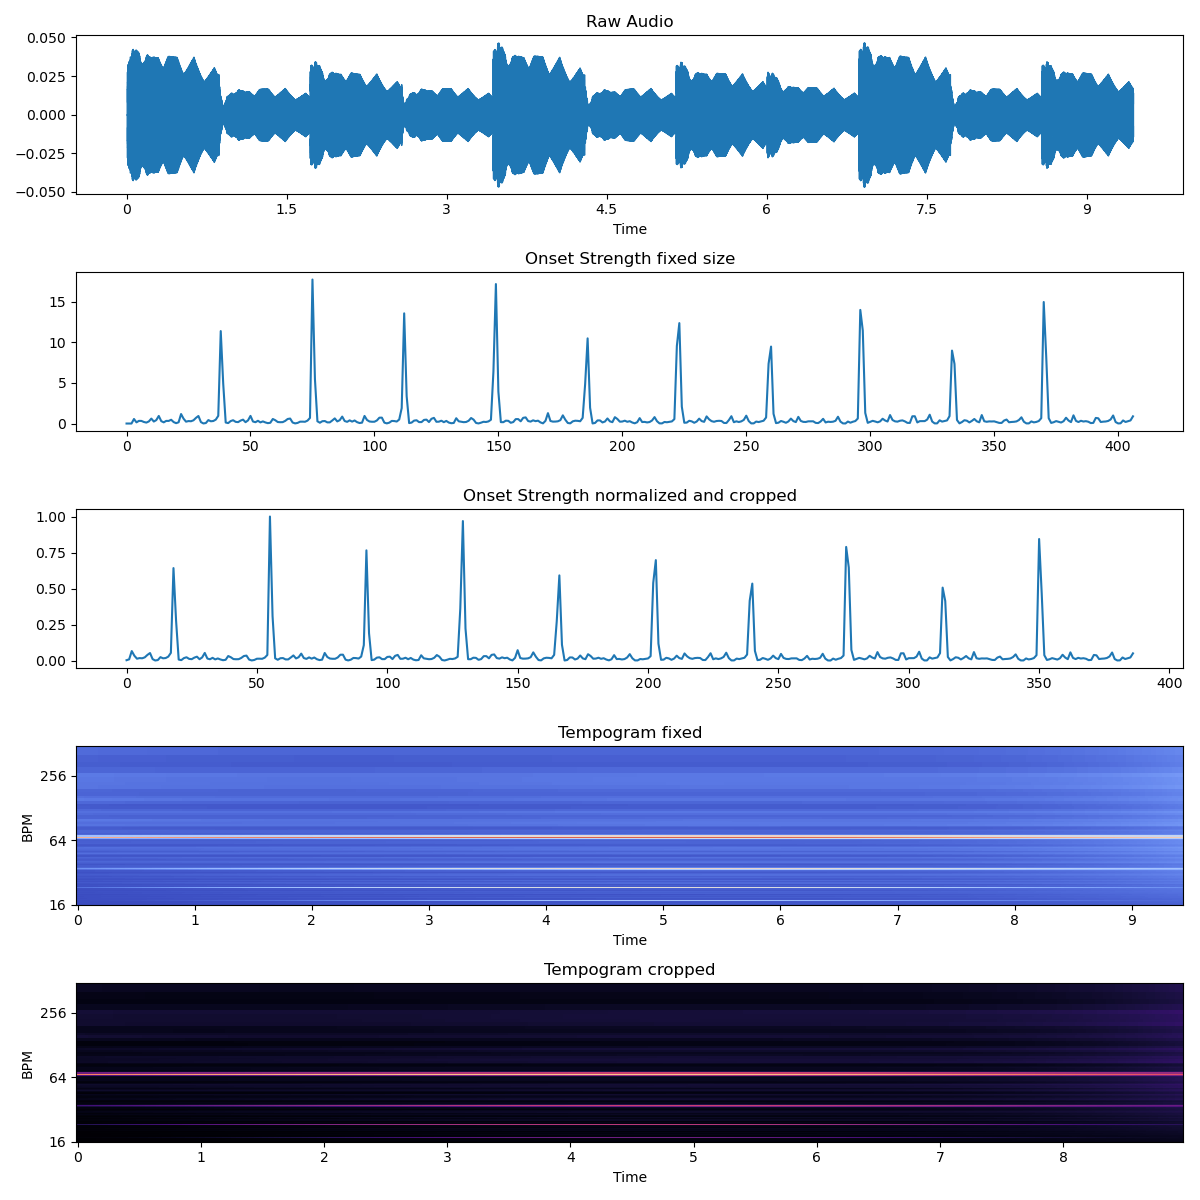 Raw Audio
0.050
0.025
0.000
−0.025
−0.050
0 1.5 3 4.5 6 7.5 9
Time
Onset Strength fixed size
15
10
5
0
0 50 100 150 200 250 300 350 400
Onset Strength normalized and cropped
1.00
0.75
0.50
0.25
0.00
0 50 100 150 200 250 300 350 400
Tempogram fixed
256
64
16
BPM
0 1 2 3 4 5 6 7 8 9
Time
Tempogram cropped
256
64
16
BPM
0 1 2 3 4 5 6 7 8
Time